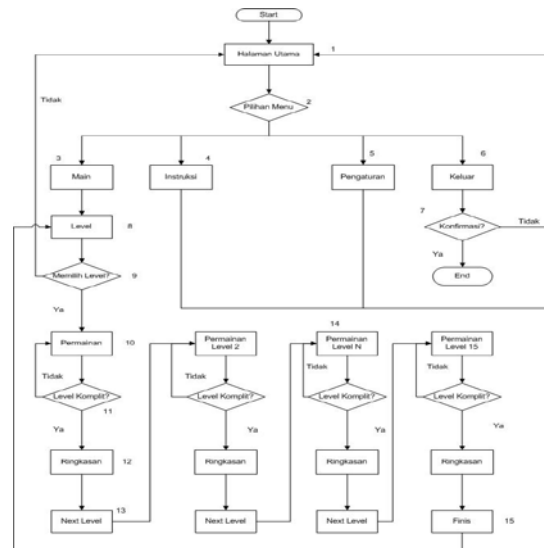 Start
Halaman Utama
1
Tidak
Pilihan Menu
2
3
4
5
6
Main
Instruksi
Pengaturan
Keluar
7
Level
8
Konfirmasi?
Tidak
Ya
Memilih Level?
9
End
Ya
14
Permainan
10
Permainan
Level 2
Permainan
Level N
Permainan
Level 15
Tidak
Tidak
Tidak
Tidak
Level Komplit?
Level Komplit?
Level Komplit?
Level Komplit?
11
Ya
Ya
Ya
Ya
Ringkasan
12
Ringkasan
Ringkasan
Ringkasan
13
Next Level
Next Level
Next Level
Finis
15